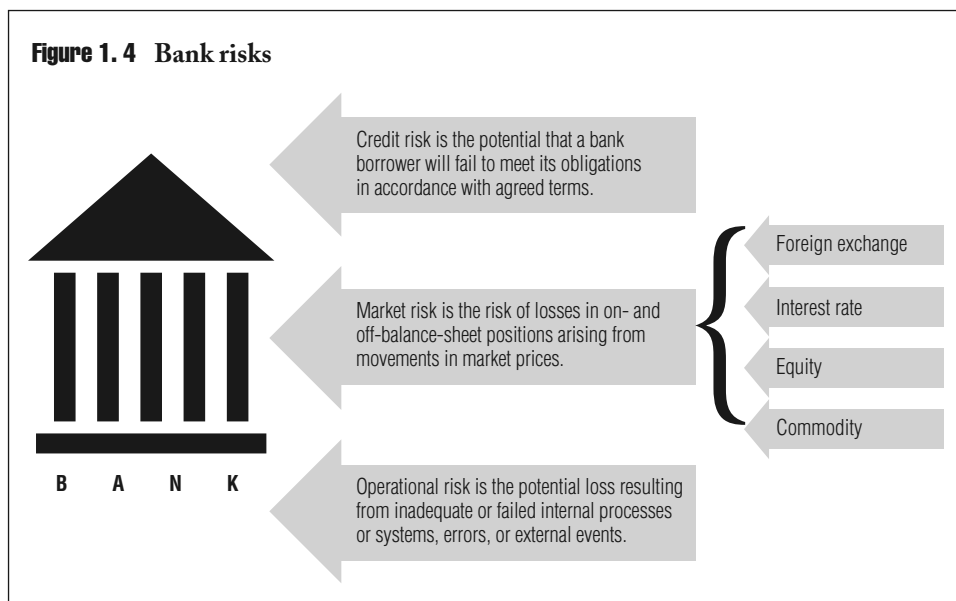 Figure 1. 4 Bank risks
Credit risk is the potential that a bank
borrower will fail to meet its obligations
in accordance with agreed terms.
Market risk is the risk of losses in on- and
off-balance-sheet positions arising from
movements in market prices.
Foreign exchange
Interest rate
Equity
Commodity
Operational risk is the potential loss resulting
from inadequate or failed internal processes
or systems, errors, or external events.
B A N K